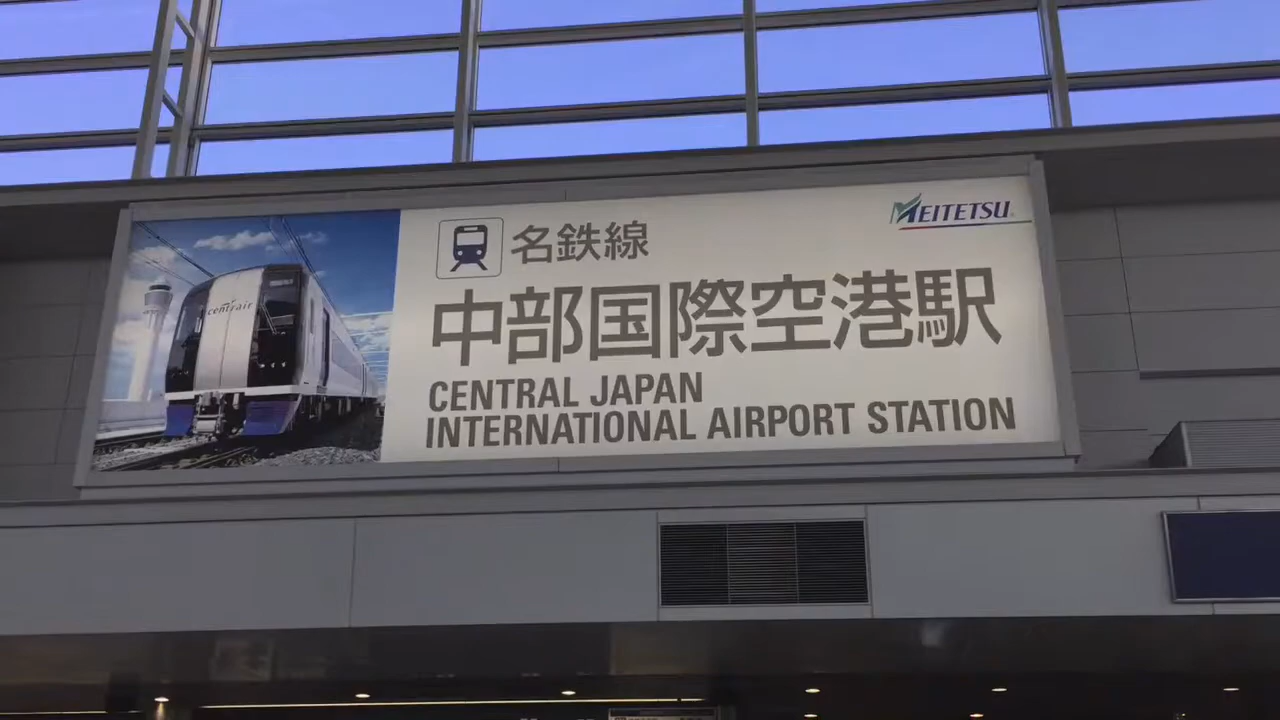 MEITETSU
名鉄線
centrair
中部国際空港駅
CENTRAL JAPAN
INTERNATIONAL AIRPORT STATION